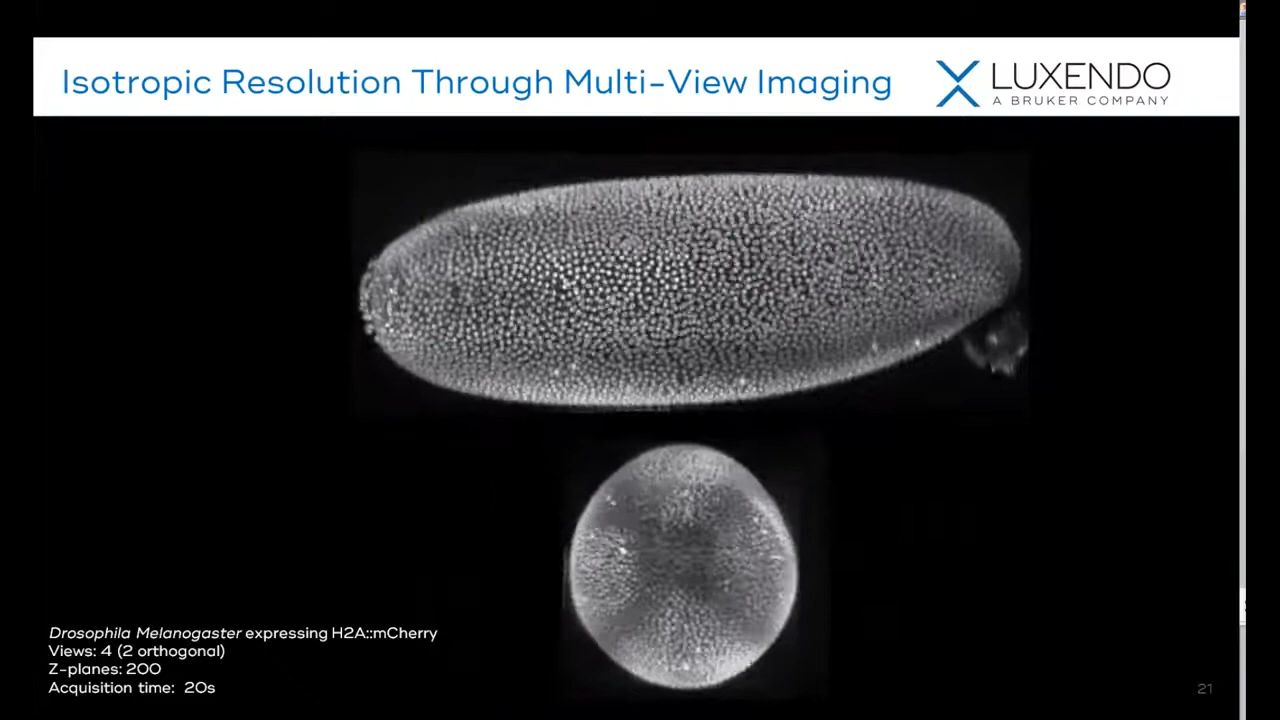 Isotropic Resolution Through Multi-View Imaging
LUXENDO
A BRUKER COMPANY
Drosophila Melanogaster expressing H2A::mCherry
Views: 4 (2 orthogonal)
Z-planes: 200
Acquisition time: 20s
21